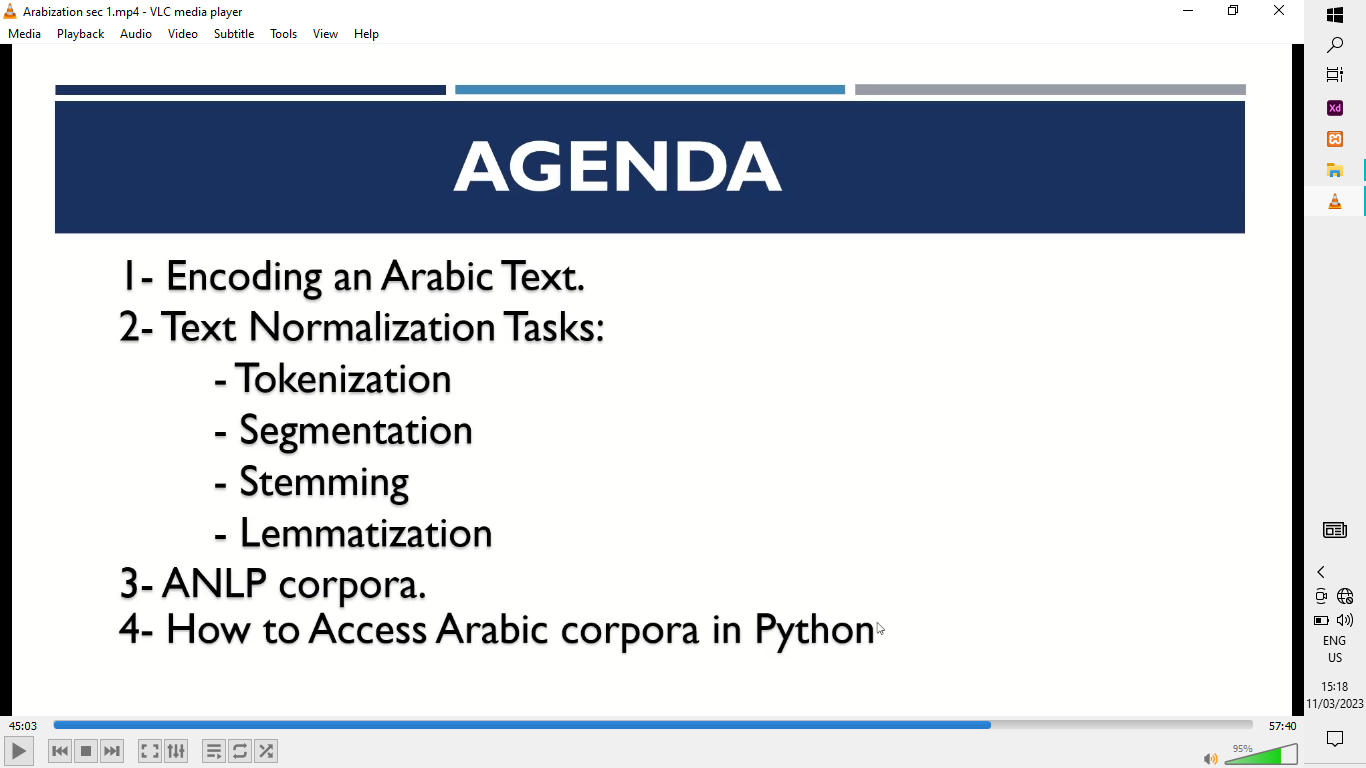 Arabization sec 1.mp4 - VLC media player
Media Playback Audio Video Subtitle Tools View Help
AGENDA
1- Encoding an Arabic Text.
2- Text Normalization Tasks:
- Tokenization
- Segmentation
- Stemming
- Lemmatization
3- ANLP corpora.
4- How to Access Arabic corpora in Python
45:03
57:40
95%
Xd
ENG
US
15:18
11/03/2023